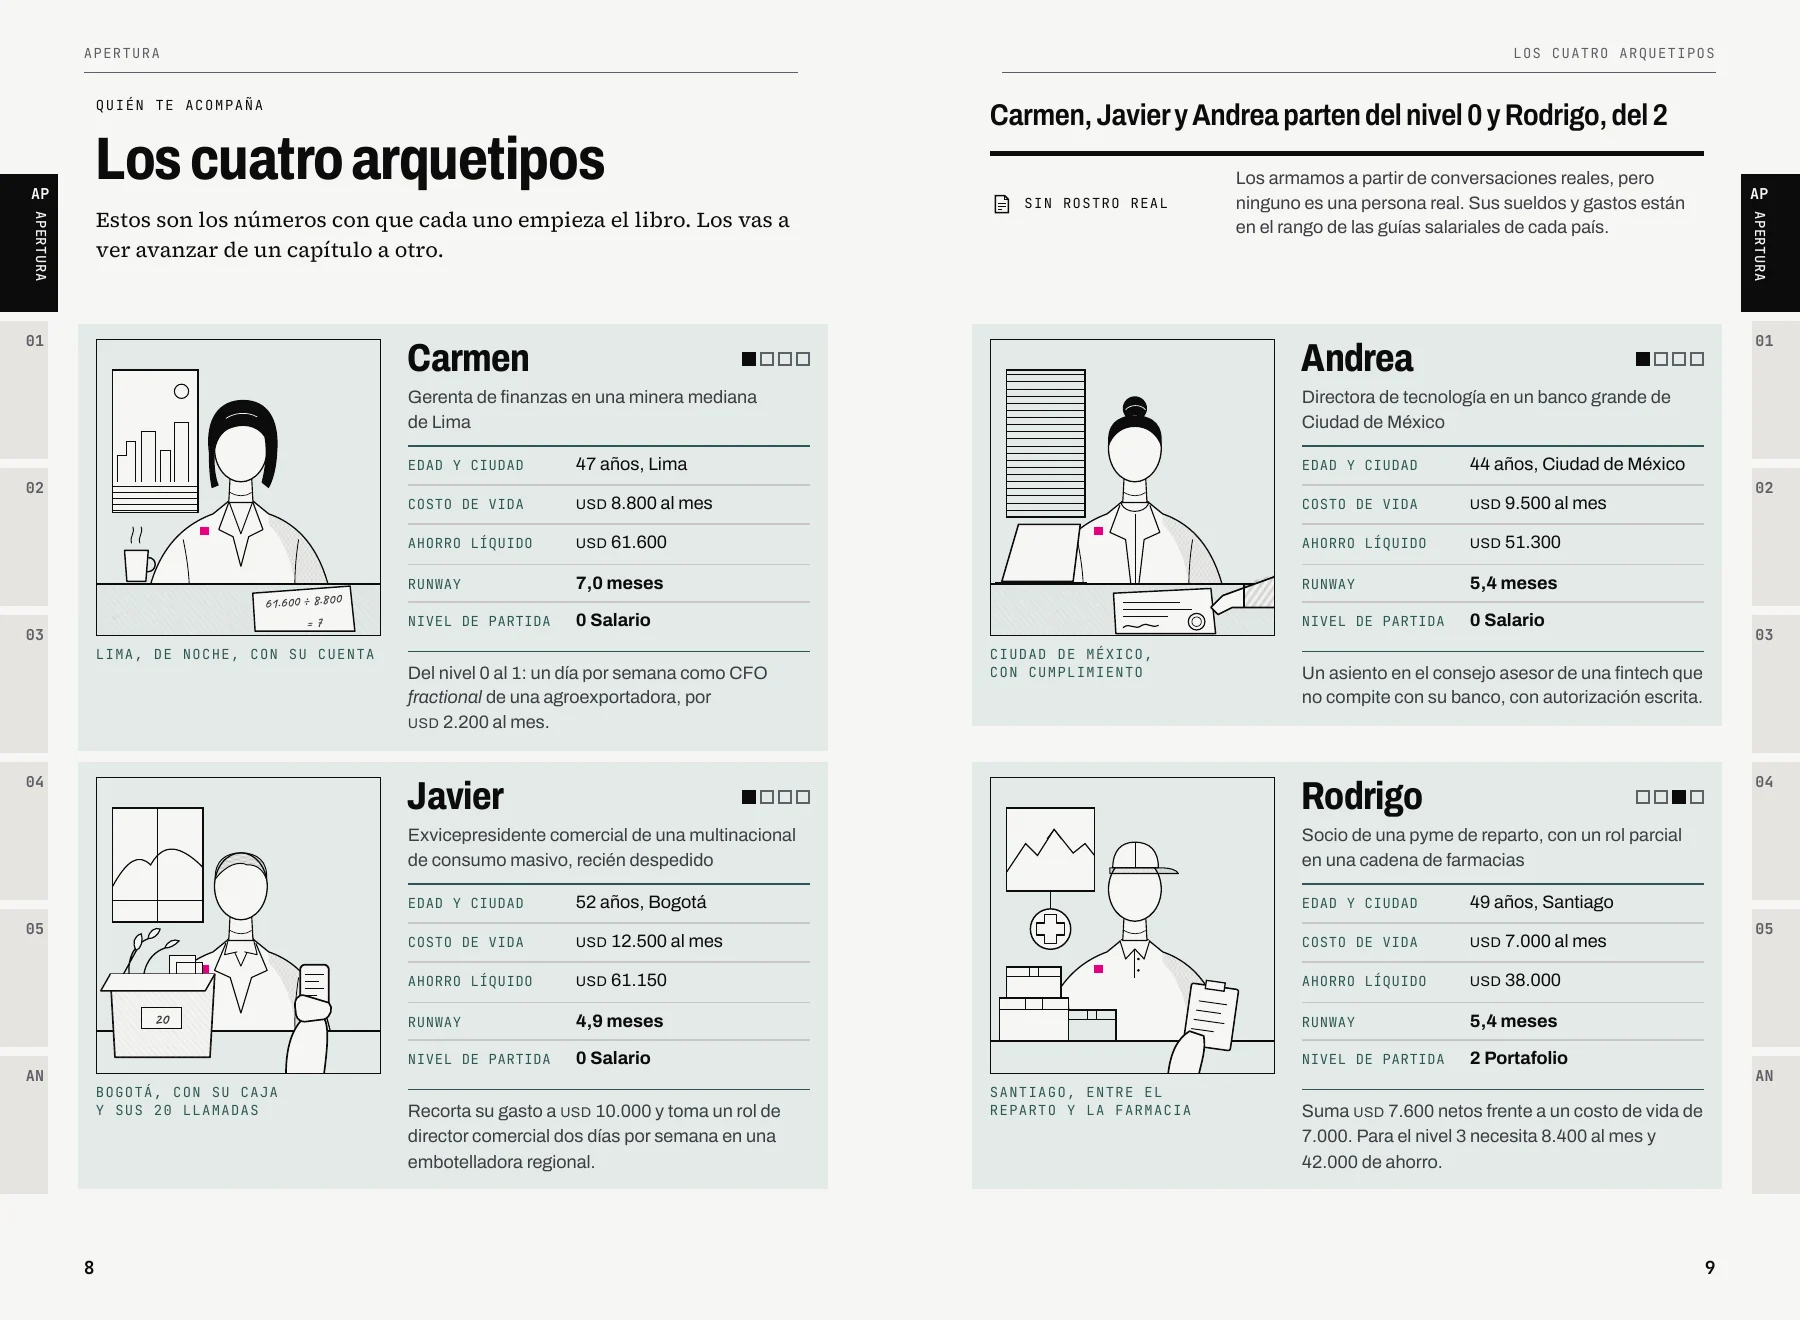 APERTURA
QUIÉN TE ACOMPAÑA
Los cuatro arquetipos
Estos son los números con que cada uno empieza el libro. Los vas a
ver avanzar de un capítulo a otro.
AP
APERTURA
01
02
03
04
05
AN
61.600 ÷ 8.800
= 7
LIMA, DE NOCHE, CON SU CUENTA
Carmen
Gerenta de finanzas en una minera mediana
de Lima
EDAD Y CIUDAD 47 años, Lima
COSTO DE VIDA USD 8.800 al mes
AHORRO LÍQUIDO USD 61.600
RUNWAY 7,0 meses
NIVEL DE PARTIDA 0 Salario
Del nivel 0 al 1: un día por semana como CFO
fractional de una agroexportadora, por
USD 2.200 al mes.
20
BOGOTÁ, CON SU CAJA
Y SUS 20 LLAMADAS
Javier
Exvicepresidente comercial de una multinacional
de consumo masivo, recién despedido
EDAD Y CIUDAD 52 años, Bogotá
COSTO DE VIDA USD 12.500 al mes
AHORRO LÍQUIDO USD 61.150
RUNWAY 4,9 meses
NIVEL DE PARTIDA 0 Salario
Recorta su gasto a USD 10.000 y toma un rol de
director comercial dos días por semana en una
embotelladora regional.
8
LOS CUATRO ARQUETIPOS
Carmen, Javier y Andrea parten del nivel 0 y Rodrigo, del 2
SIN ROSTRO REAL
Los armamos a partir de conversaciones reales, pero
ninguno es una persona real. Sus sueldos y gastos están
en el rango de las guías salariales de cada país.
CIUDAD DE MÉXICO,
CON CUMPLIMIENTO
Andrea
Directora de tecnología en un banco grande de
Ciudad de México
EDAD Y CIUDAD 44 años, Ciudad de México
COSTO DE VIDA USD 9.500 al mes
AHORRO LÍQUIDO USD 51.300
RUNWAY 5,4 meses
NIVEL DE PARTIDA 0 Salario
Un asiento en el consejo asesor de una fintech que
no compite con su banco, con autorización escrita.
SANTIAGO, ENTRE EL
REPARTO Y LA FARMACIA
Rodrigo
Socio de una pyme de reparto, con un rol parcial
en una cadena de farmacias
EDAD Y CIUDAD 49 años, Santiago
COSTO DE VIDA USD 7.000 al mes
AHORRO LÍQUIDO USD 38.000
RUNWAY 5,4 meses
NIVEL DE PARTIDA 2 Portafolio
Suma USD 7.600 netos frente a un costo de vida de
7.000. Para el nivel 3 necesita 8.400 al mes y
42.000 de ahorro.
AP
APERTURA
01
02
03
04
05
AN
9